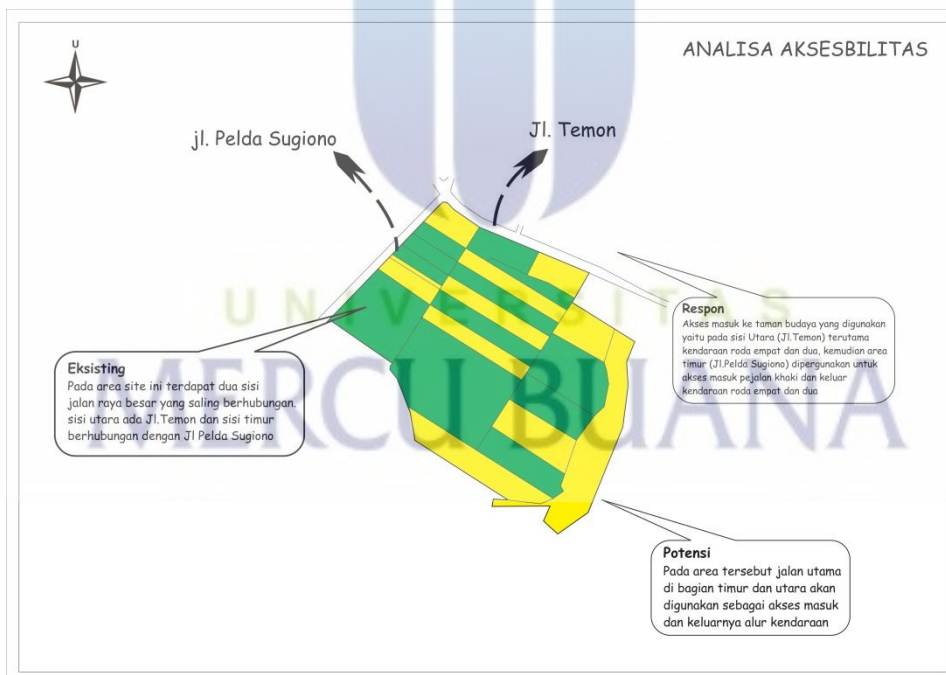 U
ANALISA AKSESBILITAS
jl. Pelda Sugiono
Jl. Temon
UNIVERSITAS
MERCU BUANA
Eksisting
Pada area site ini terdapat dua sisi
jalan raya besar yang saling berhubungan.
sisi utara ada Jl.Temon dan sisi timur
berhubungan dengan Jl Pelda Sugiono
Respon
Akses masuk ke taman budaya yang digunakan
yaitu pada sisi Utara (Jl.Temon) terutama
kendaraan roda empat dan dua, kemudian area
timur (Jl.Pelda Sugiono) dipergunakan untuk
akses masuk pejalan khaki dan keluar
kendaraan roda empat dan dua
Potensi
Pada area tersebut jalan utama
di bagian timur dan utara akan
digunakan sebagai akses masuk
dan keluarnya alur kendaraan